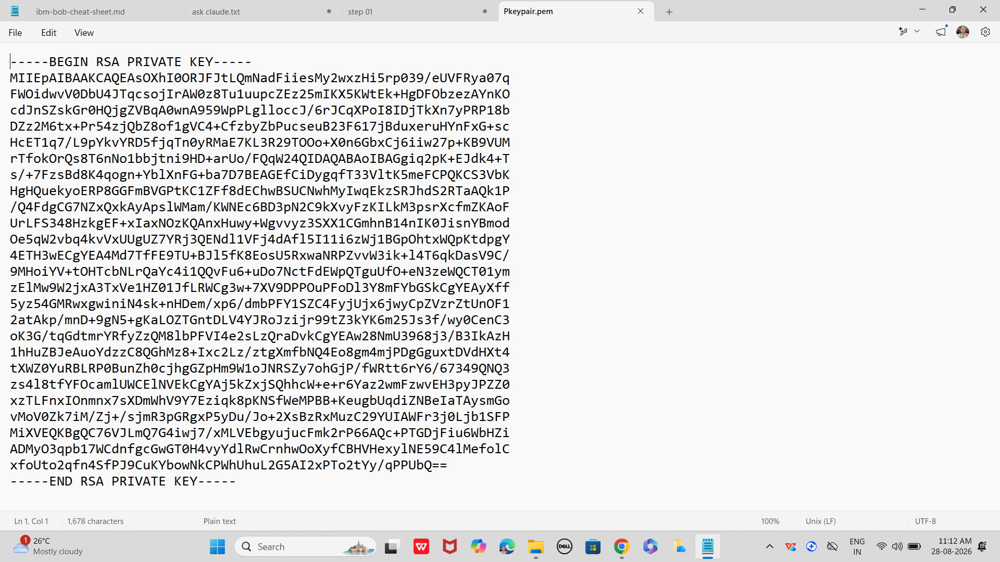 ibm-bob-cheat-sheet.md
ask claude.txt
step 01
Pkeypair.pem
File Edit View
-----BEGIN RSA PRIVATE KEY-----
MIIEpAIBAAKCAQEAsOXhI0ORJFJtLQmNadFiiesMy2wxzHi5rp039/eUVFRya07q
FWOidwvV0DbU4JTqcsojIrAW0z8Tu1uupcZEz25mIKX5KWtEk+HgDFObzezAYnKO
cdJnSZskGr0HQjgZVBqA0wnA959WpPLglloccJ/6rJCqXPoI8IDjTkXn7yPRP18b
DZz2M6tx+Pr54zjQbZ8of1gVC4+CfzbyZbPucseuB23F617jBduxeruHYnFxG+sc
HcET1q7/L9pYkvYRD5fjqTn0yRMaE7KL3R29TOOo+X0n6GbxCj6iiw27p+KB9VUM
rTfokOrQs8T6nNo1bbjtni9HD+arUo/FQqW24QIDAQABAoIBAGgiq2pK+EJdk4+T
s/+7FzsBd8K4qogn+YblXnFG+ba7D7BEAGEfCiDygqfT33VltK5meFCPQKCS3VbK
HgHQuekyoERP8GGFmBVGPtKC1ZFf8dEChwBSUCNwhMyIwqEkzSRJhdS2RTaAQk1P
/Q4FdgCG7NZxQxkAyApslWMam/KWNEc6BD3pN2C9kXvyFzKILkM3psrXcfmZKAoF
UrLFS348HzkgEF+xIaxNOzKQAnxHuwy+Wgvvyz3SXX1CGmhnB14nIK0JisnYBmod
Oe5qW2vbq4kvVxUUgUZ7YRj3QENdl1VFj4dAfl5I11i6zWj1BGpOhtxWQpKtdpgY
4ETH3wECgYEA4Md7TfFE9TU+BJl5fK8EosU5RxwaNRPZvvW3ik+l4T6qkDasV9C/
9MHoiYV+tOHTcbNLrQaYc4i1QQvFu6+uDo7NctFdEWpQTguUfO+eN3zeWQCT01ym
zElMw9W2jxA3TxVe1HZ01JfLRWCg3w+7XV9DPPOuPFoDl3Y8mFYbGSkCgYEAyXff
5yz54GMRwxgwiniN4sk+nHDem/xp6/dmbPFY1SZC4FyjUjx6jwyCpZVzrZtUnOF1
2atAkp/mnD+9gN5+gKaLOZTGntDLV4YJRoJzijr99tZ3kYK6m25Js3f/wy0CenC3
oK3G/tqGdtmrYRfyZzQM8lbPFVI4e2sLzQraDvkCgYEAw28NmU3968j3/B3IkAzH
1hHuZBJeAuoYdzzC8QGhMz8+Ixc2Lz/ztgXmfbNQ4Eo8gm4mjPDgGguxtDVdHXt4
tXWZ0YuRBLRP0BunZh0cjhgGZpHm9W1oJNRSZy7ohGjP/fWRtt6rY6/67349QNQ3
zs4l8tfYFOcamlUWCElNVEkCgYAj5kZxjSQhhcW+e+r6Yaz2wmFzwvEH3pyJPZZ0
xzTLFnxIOnmnx7sXDmWhV9Y7Eziqk8pKNSfWeMPBB+KeugbUqdiZNBeIaTAysmGo
vMoV0Zk7iM/Zj+/sjmR3pGRgxP5yDu/Jo+2XsBzRxMuzC29YUIAWFr3j0Ljb1SFP
MiXVEQKBgQC76VJLmQ7G4iwj7/xMLVEbgyujucFmk2rP66AQc+PTGDjFiu6WbHZi
ADMyO3qpb17WCdnfgcGwGT0H4vyYdlRwCrnhwOoXyfCBHVHexylNE59C4lMefolC
xfoUto2qfn4SfPJ9CuKYbowNkCPWhUhuL2G5AI2xPTo2tYy/qPPUbQ==
-----END RSA PRIVATE KEY-----
Ln 1, Col 1
1,678 characters
Plain text
100%
Unix (LF)
UTF-8
1
26°C
Mostly cloudy
Search
DELL
ENG
IN
11:12 AM
28-08-2026